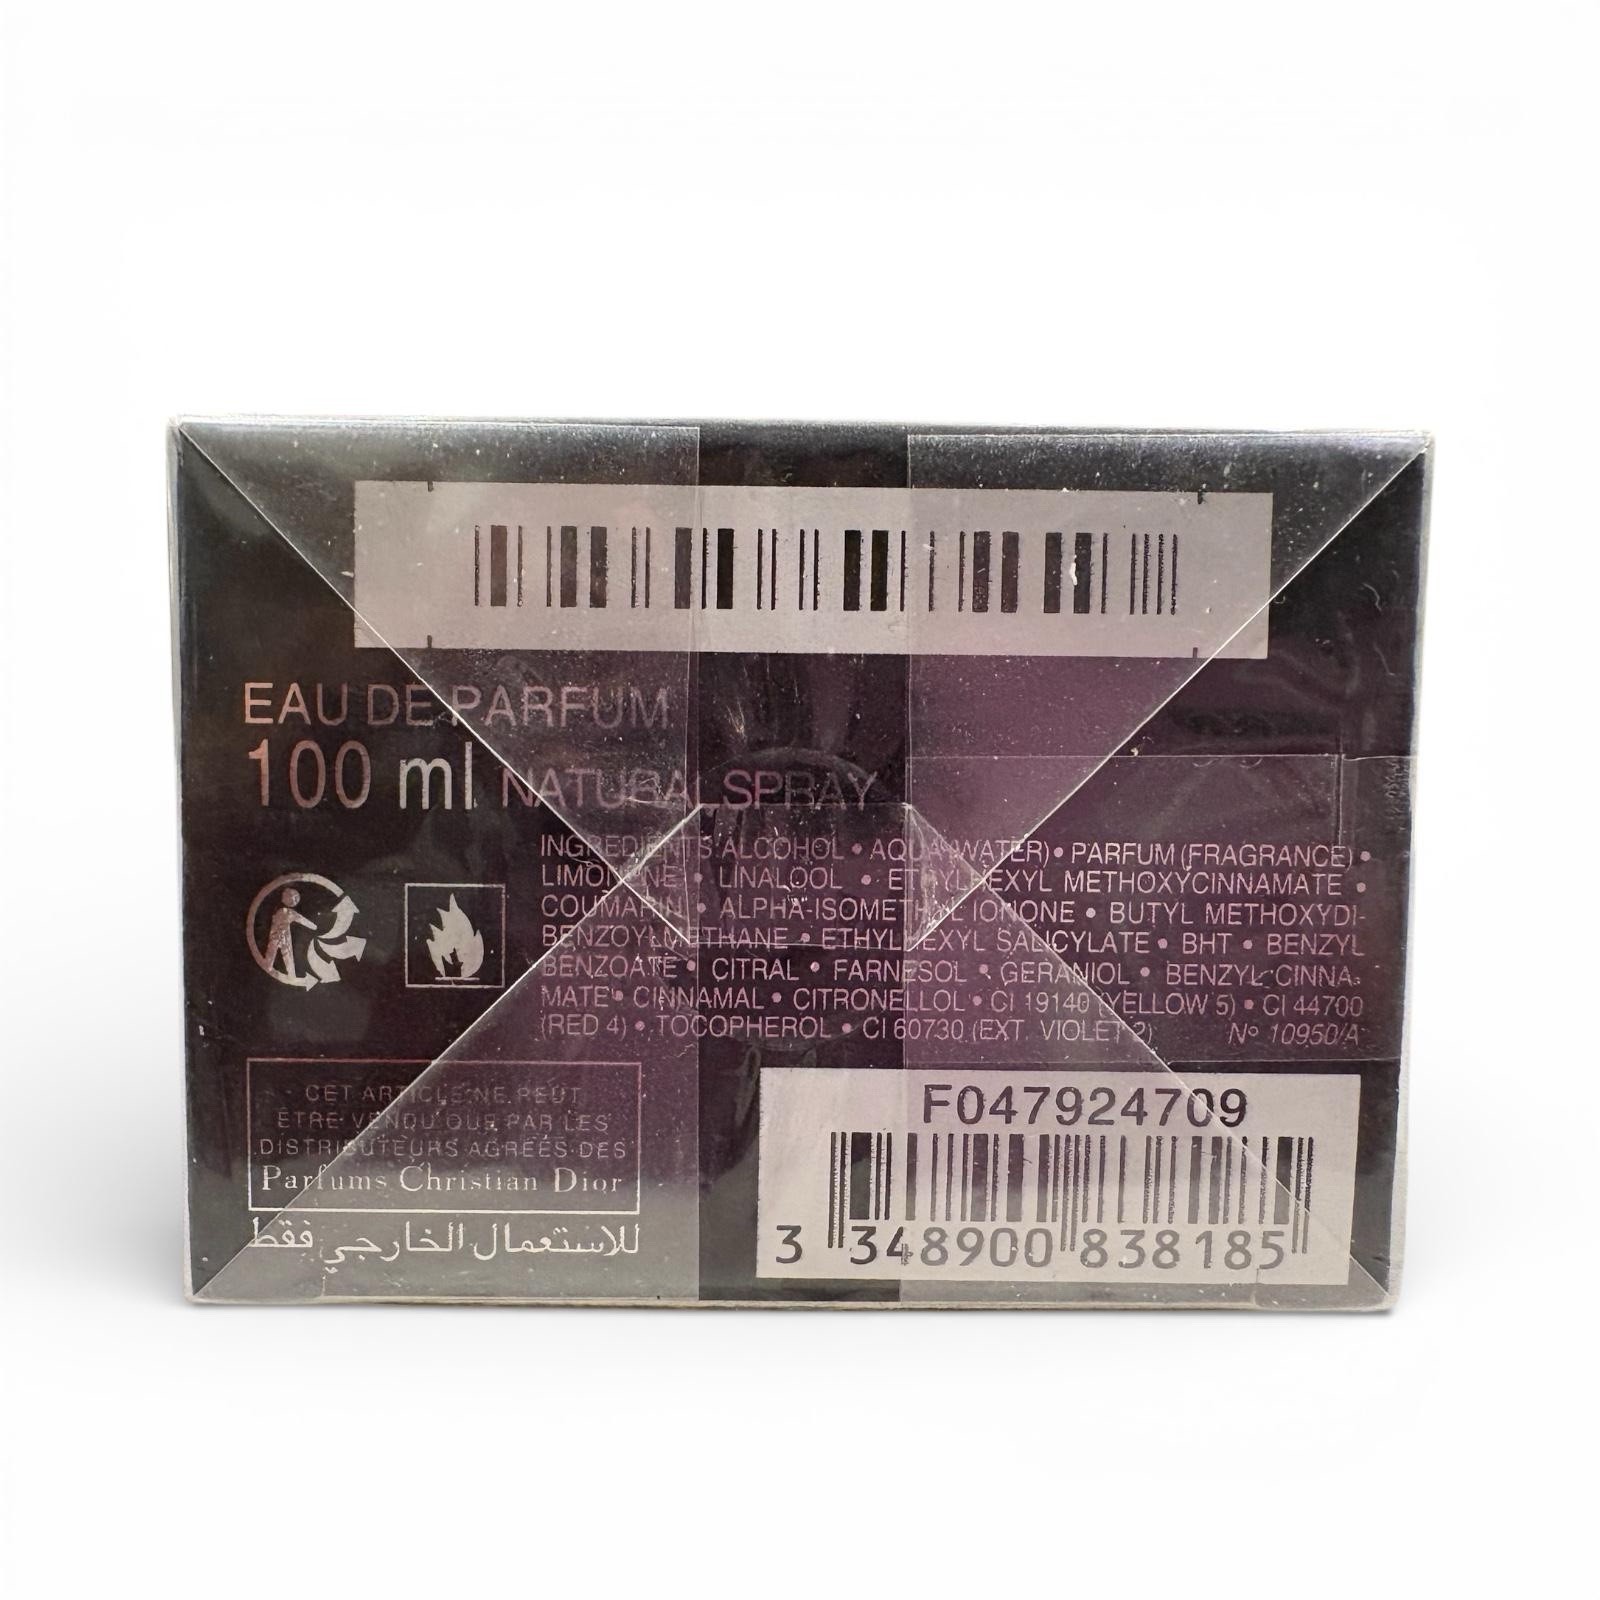 EAU DE PARFUM
100 ml NATURAL SPRAY
INGREDIENTS ALCOHOL • AQUA (WATER) • PARFUM (FRAGRANCE) •
LIMONENE • LINALOOL • ETHYLHEXYL METHOXYCINNAMATE •
COUMARIN • ALPHA-ISOMETHYL IONONE • BUTYL METHOXYDI-
BENZOYLMETHANE • ETHYLHEXYL SALICYLATE • BHT • BENZYL
BENZOATE • CITRAL • FARNESOL • GERANIOL • BENZYL CINNA-
MATE • CINNAMAL • CITRONELLOL • CI 19140 (YELLOW 5) • CI 44700
(RED 4) • TOCOPHEROL • CI 60730 (EXT. VIOLET 2) N° 10950/A
CET ARTICLE NE PEUT
ÊTRE VENDU QUE PAR LES
DISTRIBUTEURS AGRÉÉS DES
Parfums Christian Dior
للاستعمال الخارجي فقط
F047924709
3 348900 838185